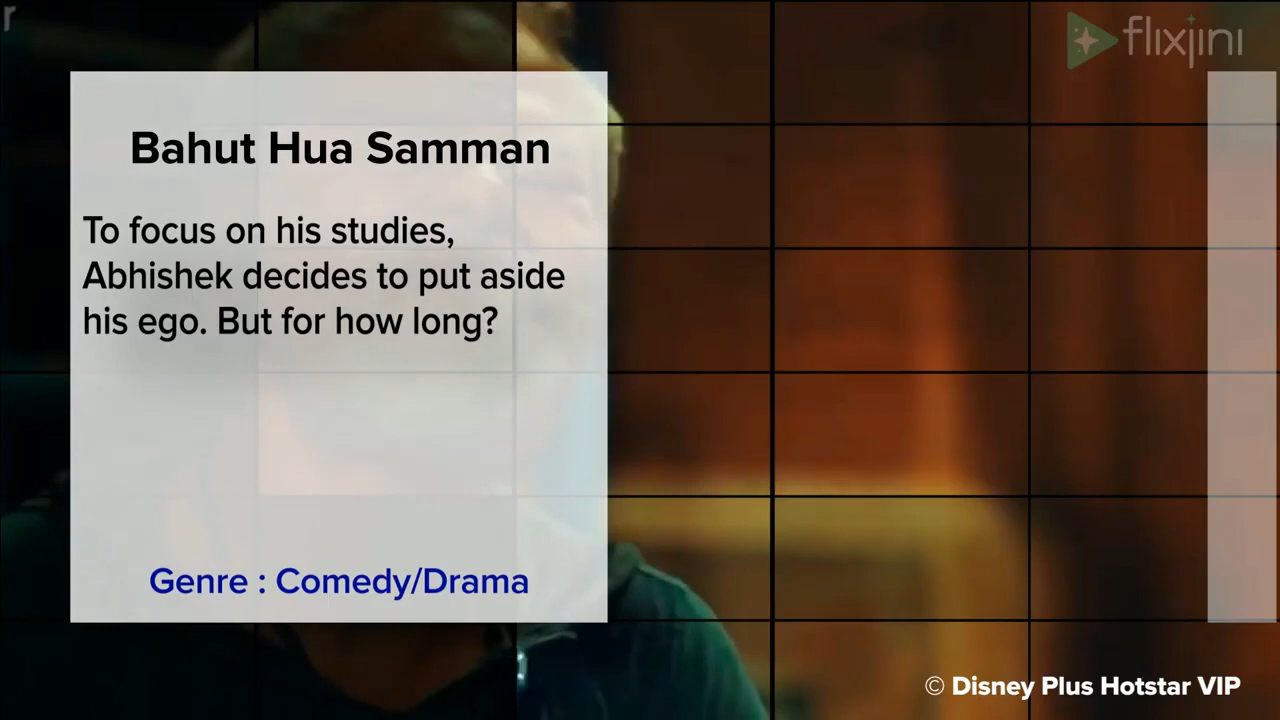 r
flixjini
Bahut Hua Samman
To focus on his studies,
Abhishek decides to put aside
his ego. But for how long?
Genre : Comedy/Drama
© Disney Plus Hotstar VIP